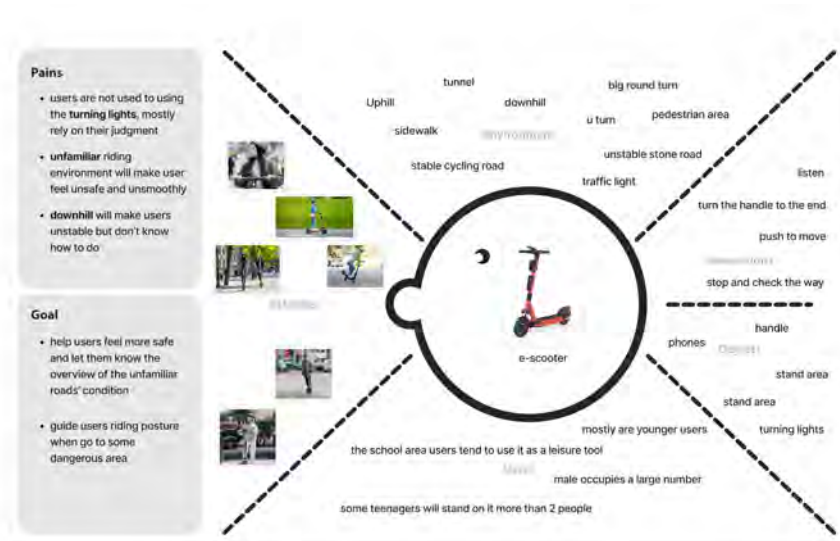 Pains
• users are not used to using
the turning lights, mostly
rely on their judgment
• unfamiliar riding
environment will make user
feel unsafe and unsmoothly
• downhill will make users
unstable but don't know
how to do
Goal
• help users feel more safe
and let them know the
overview of the unfamiliar
roads' condition
• guide users riding posture
when go to some
dangerous area
tunnel
big round turn
Uphill
downhill
u turn
pedestrian area
sidewalk
stable cycling road
unstable stone road
traffic light
listen
turn the handle to the end
push to move
stop and check the way
handle
phones
stand area
stand area
turning lights
e-scooter
mostly are younger users
the school area users tend to use it as a leisure tool
male occupies a large number
some teenagers will stand on it more than 2 people